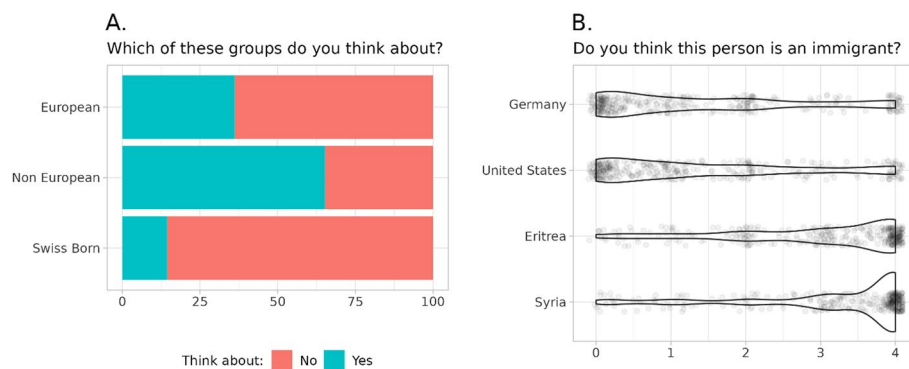 A.
Which of these groups do you think about?
European
Non European
Swiss Born
0 25 50 75 100
Think about: No Yes
B.
Do you think this person is an immigrant?
Germany
United States
Eritrea
Syria
0 1 2 3 4